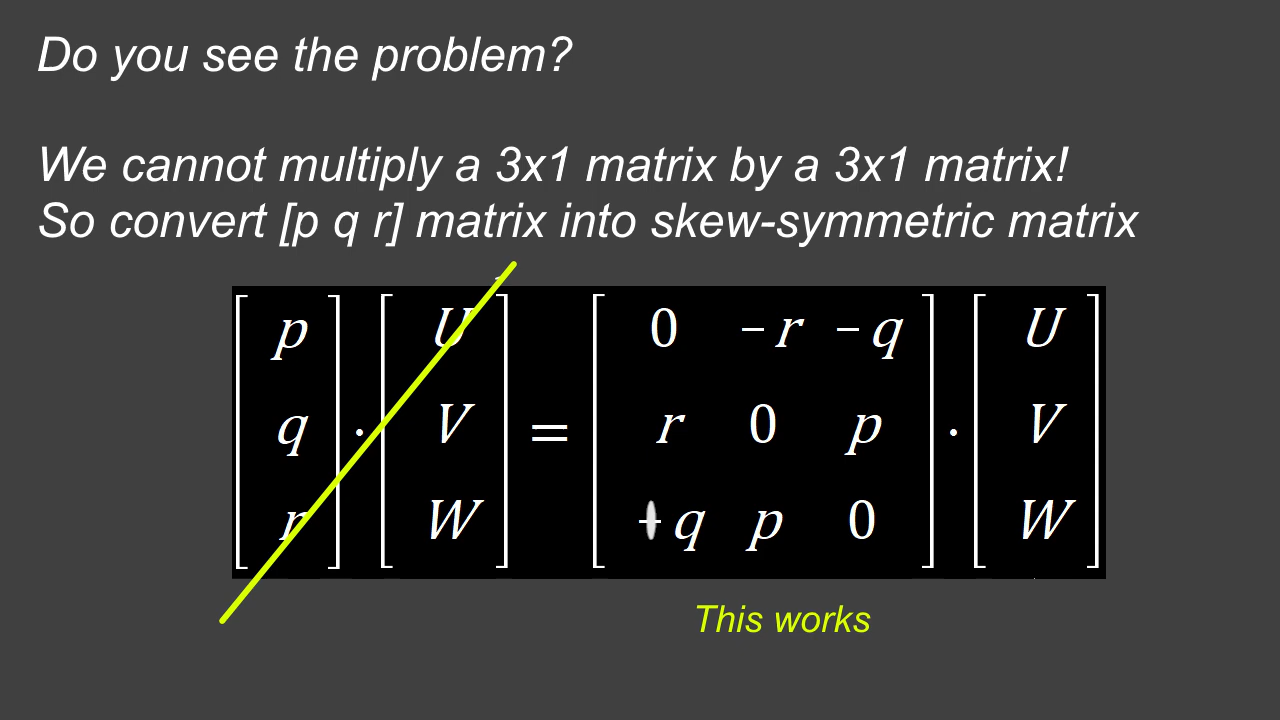 Do you see the problem?
We cannot multiply a 3x1 matrix by a 3x1 matrix!
So convert [p q r] matrix into skew-symmetric matrix
p U 0 -r -q U
q · V = r 0 p · V
r W -q p 0 W
This works